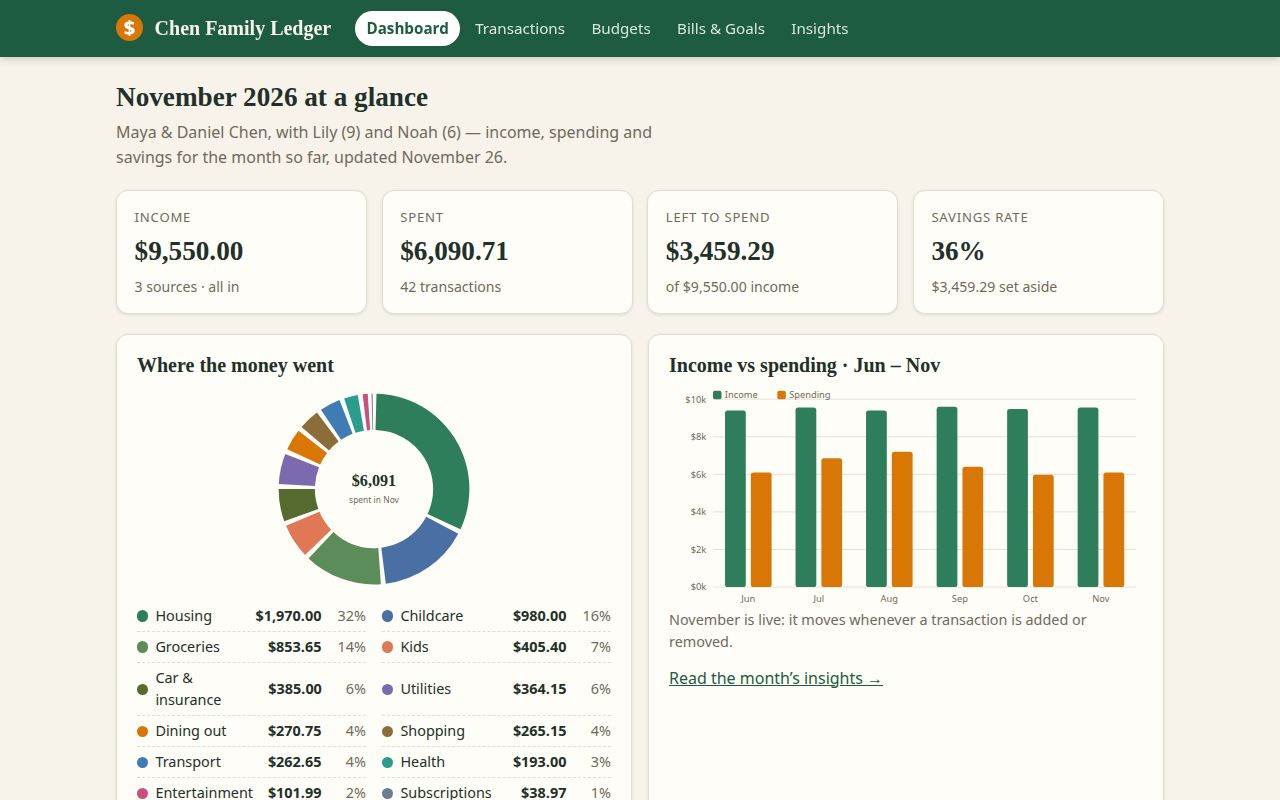 $ Chen Family Ledger Dashboard Transactions Budgets Bills & Goals Insights
November 2026 at a glance
Maya & Daniel Chen, with Lily (9) and Noah (6) — income, spending and
savings for the month so far, updated November 26.
INCOME
$9,550.00
3 sources · all in
SPENT
$6,090.71
42 transactions
LEFT TO SPEND
$3,459.29
of $9,550.00 income
SAVINGS RATE
36%
$3,459.29 set aside
Where the money went
$6,091
spent in Nov
Housing $1,970.00 32%
Childcare $980.00 16%
Groceries $853.65 14%
Kids $405.40 7%
Car &
insurance $385.00 6%
Utilities $364.15 6%
Dining out $270.75 4%
Shopping $265.15 4%
Transport $262.65 4%
Health $193.00 3%
Entertainment $101.99 2%
Subscriptions $38.97 1%
Income vs spending · Jun – Nov
Income Spending
$10k
$8k
$6k
$4k
$2k
$0k
Jun Jul Aug Sep Oct Nov
November is live: it moves whenever a transaction is added or
removed.
Read the month’s insights →